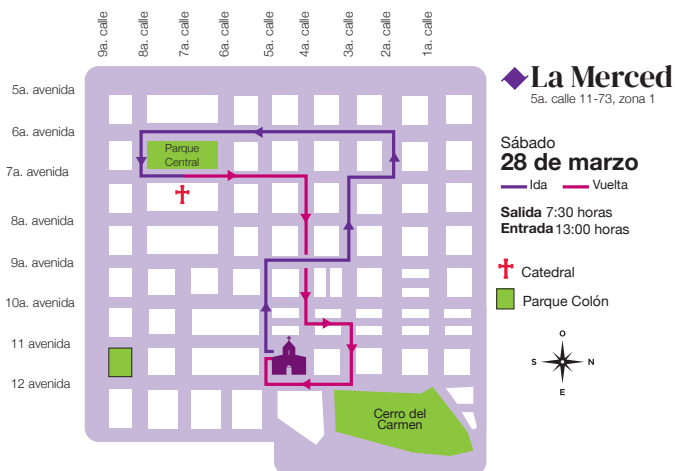 9a. calle
8a. calle
7a. calle
6a. calle
5a. calle
4a. calle
3a. calle
2a. calle
1a. calle
5a. avenida
6a. avenida
7a. avenida
8a. avenida
9a. avenida
10a. avenida
11 avenida
12 avenida
Parque
Central
Cerro del
Carmen
La Merced
5a. calle 11-73, zona 1
Sábado
28 de marzo
Ida Vuelta
Salida 7:30 horas
Entrada 13:00 horas
Catedral
Parque Colón
O
S N
E